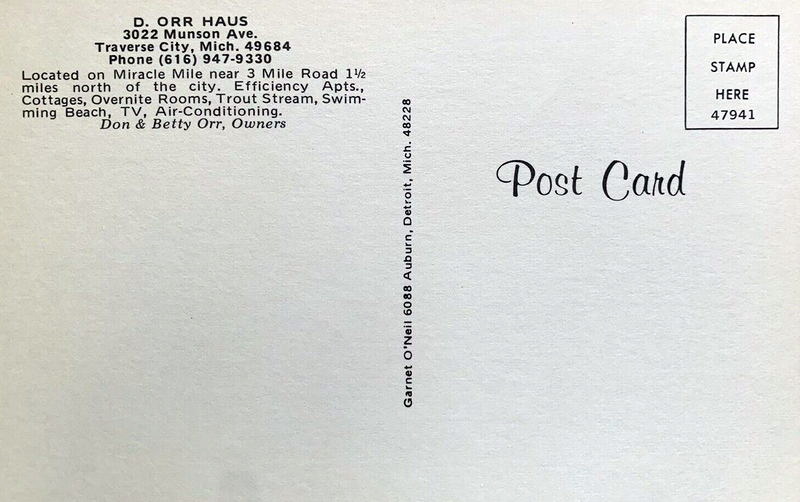 D. ORR HAUS
3022 Munson Ave.
Traverse City, Mich. 49684
Phone (616) 947-9330
Located on Miracle Mile near 3 Mile Road 1½
miles north of the city. Efficiency Apts.,
Cottages, Overnite Rooms, Trout Stream, Swim-
ming Beach, TV, Air-Conditioning.
Don & Betty Orr, Owners
Garnet O'Neil 6088 Auburn, Detroit, Mich. 48228
PLACE
STAMP
HERE
47941
Post Card